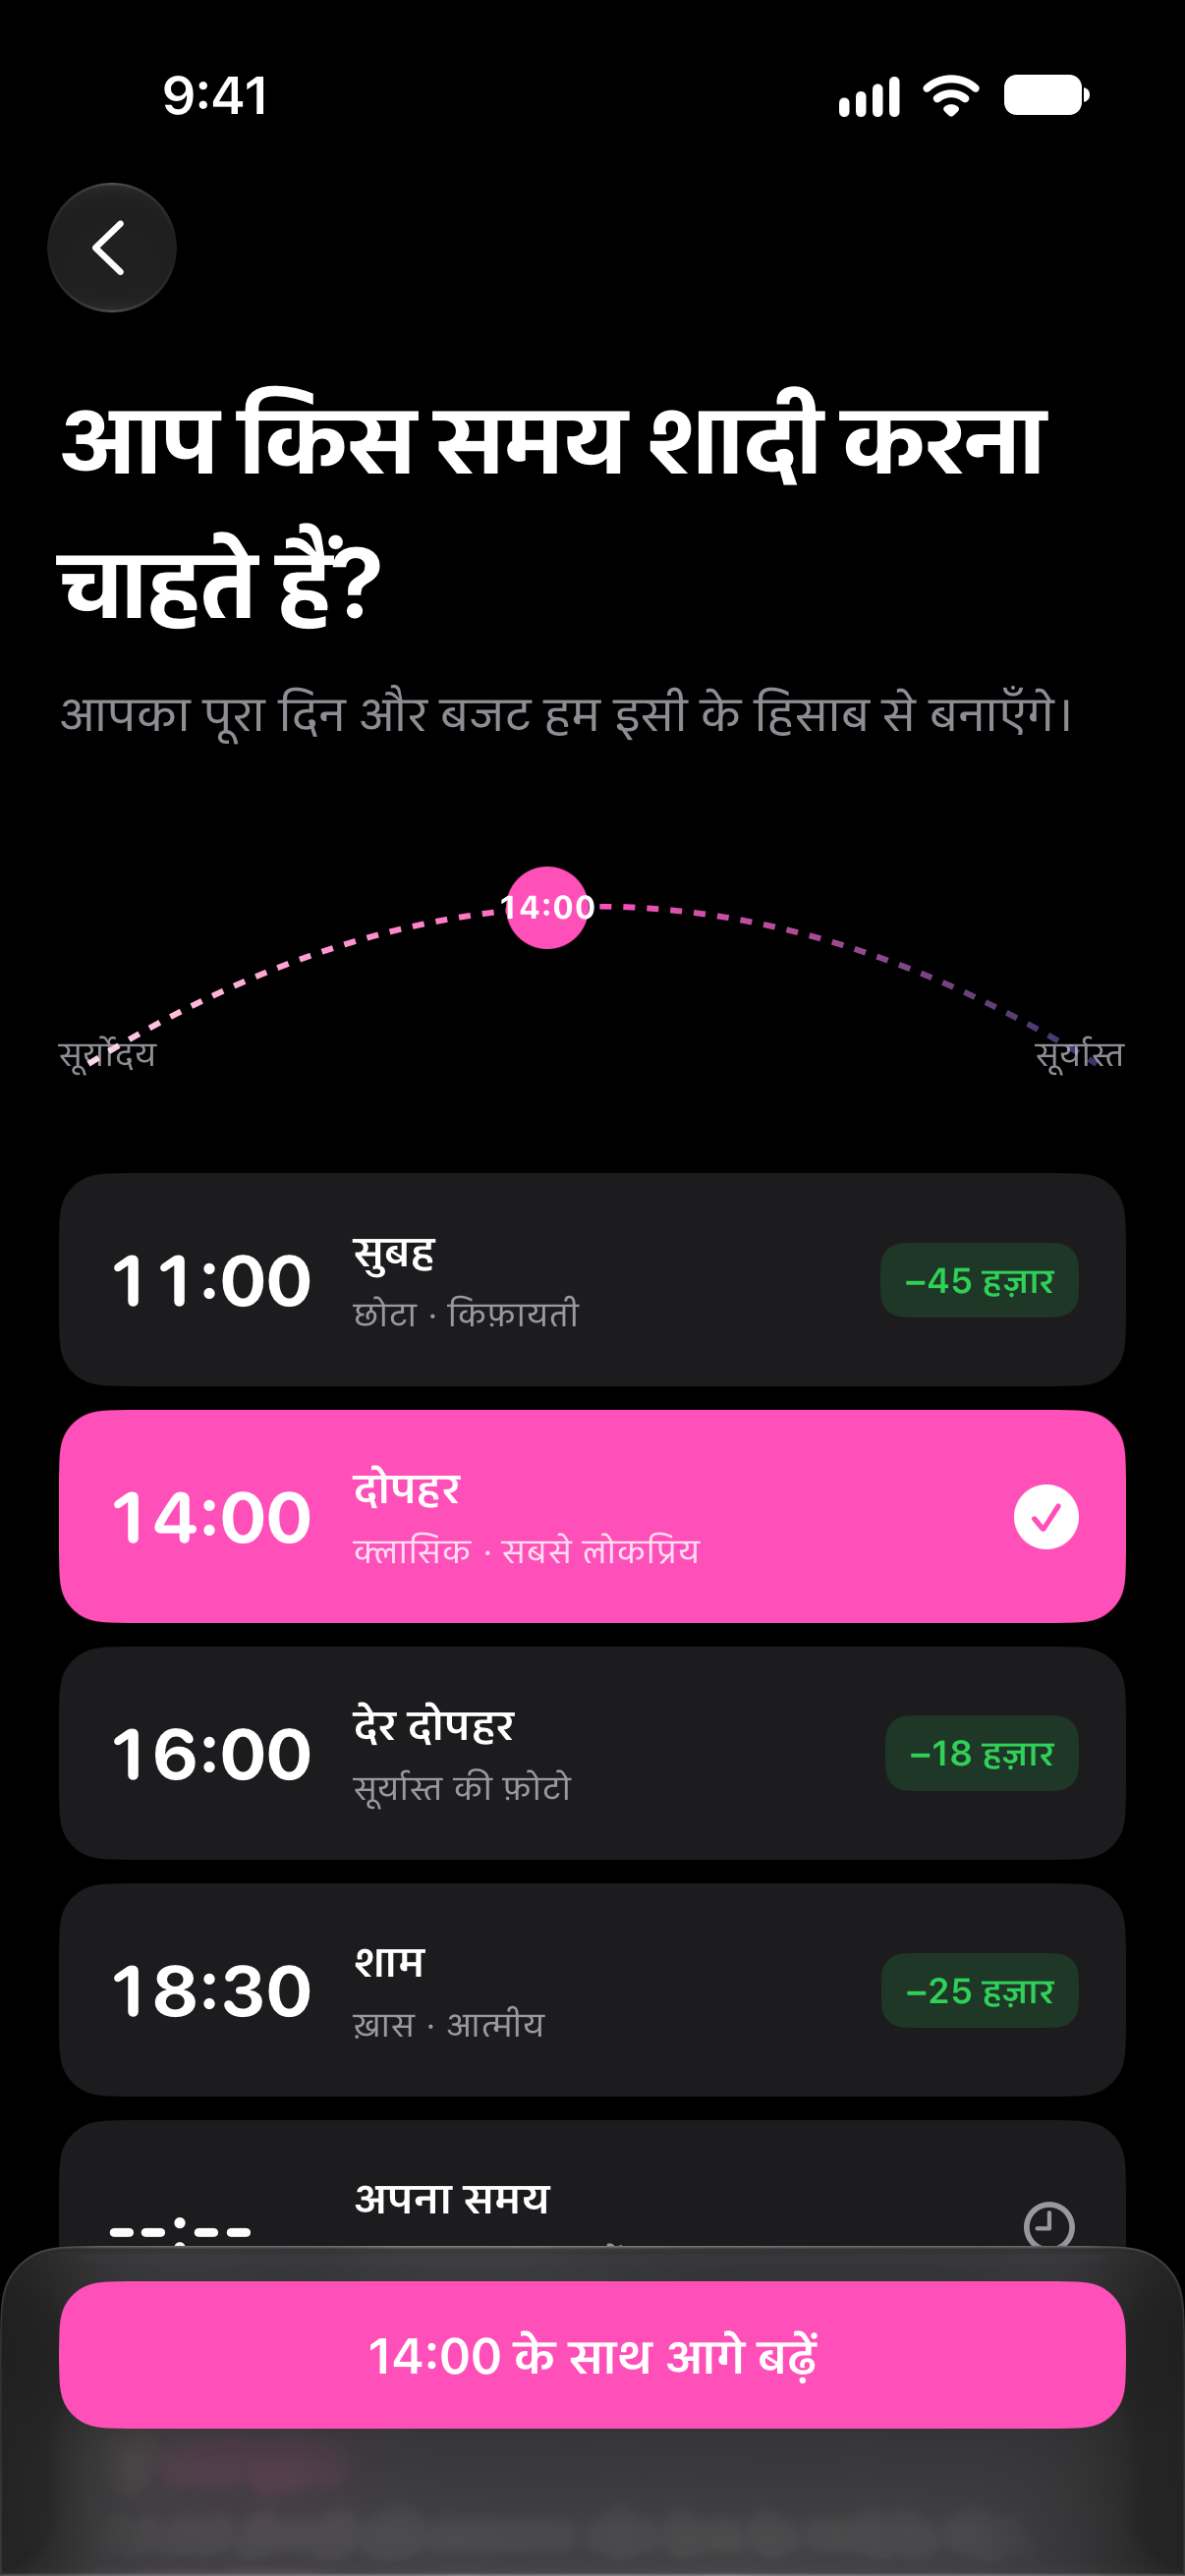 9:41
आप किस समय शादी करना
चाहते हैं?
आपका पूरा दिन और बजट हम इसी के हिसाब से बनाएँगे।
14:00
सूर्योदय
सूर्यास्त
11:00
सुबह
छोटा · किफ़ायती
−45 हज़ार
14:00
दोपहर
क्लासिक · सबसे लोकप्रिय
16:00
देर दोपहर
सूर्यास्त की फ़ोटो
−18 हज़ार
18:30
शाम
ख़ास · आत्मीय
−25 हज़ार
--:--
अपना समय
14:00 के साथ आगे बढ़ें